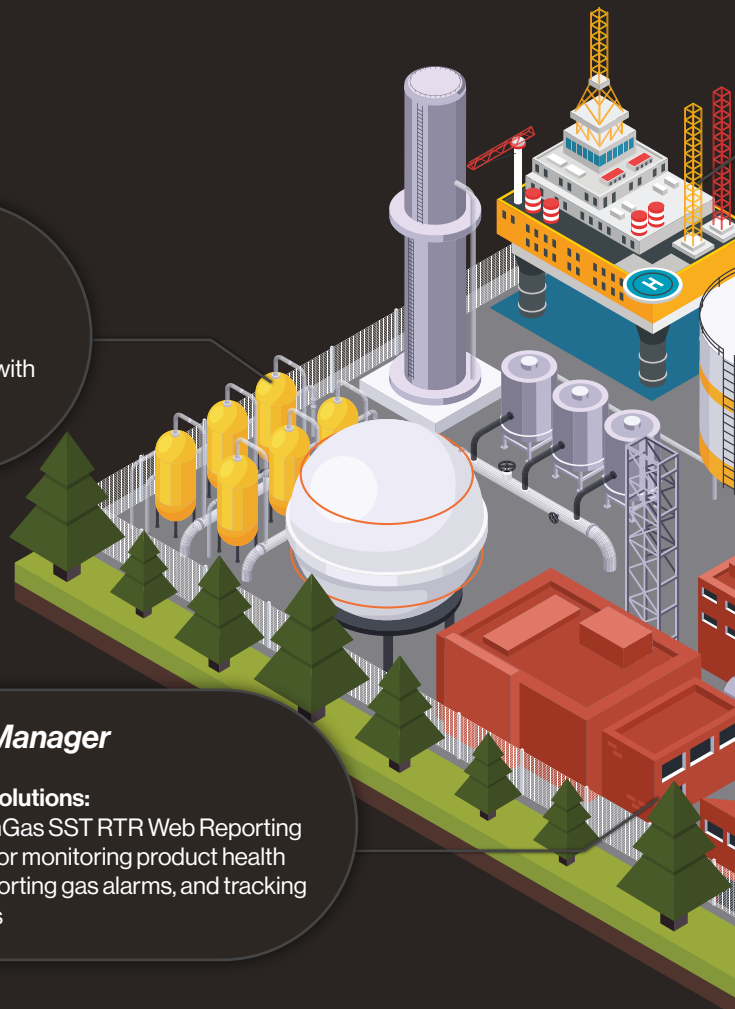 with
Manager
olutions:
Gas SST RTR Web Reporting
or monitoring product health
orting gas alarms, and tracking
s
H